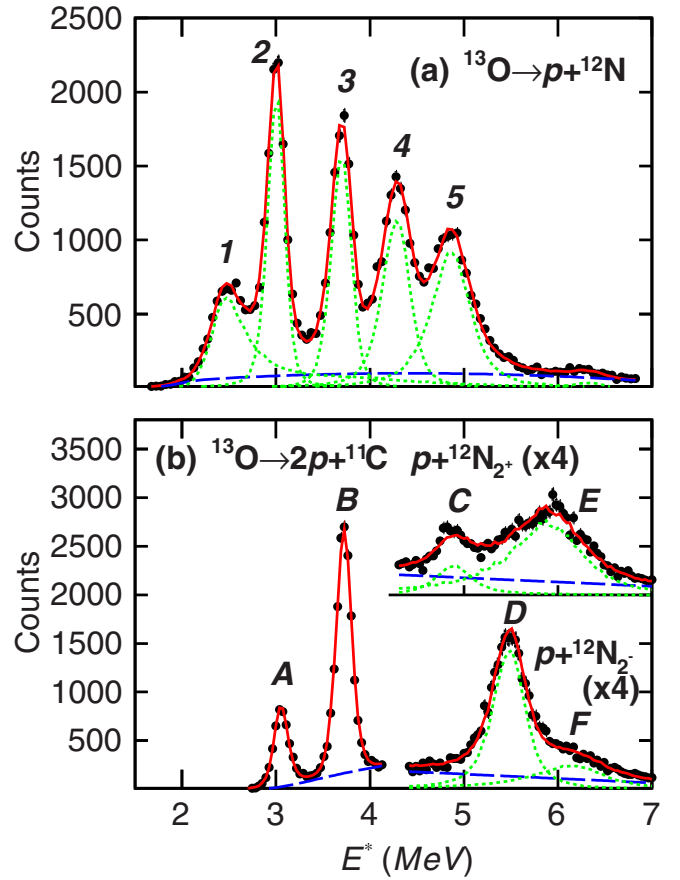 2500
2000
1500
1000
500
Counts
(a) ¹³O→p+¹²N
1
2
3
4
5
3500
3000
2500
2000
1500
1000
500
Counts
(b) ¹³O→2p+¹¹C p+¹²N₂₊ (x4)
A
B
C
E
D
p+¹²N₂₋
(x4)
F
2 3 4 5 6 7
E* (MeV)